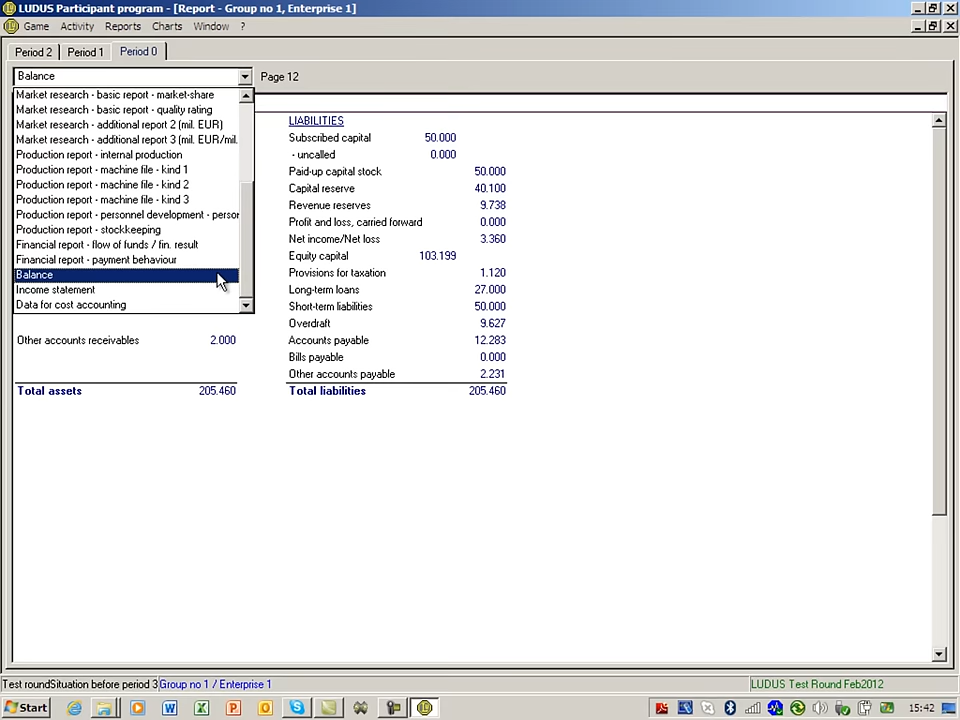 LUDUS Participant program - [Report - Group no 1, Enterprise 1]
Game Activity Reports Charts Window ?
Period 2 Period 1 Period 0
Balance Page 12
Market research - basic report - market-share
Market research - basic report - quality rating
Market research - additional report 2 (mil. EUR)
Market research - additional report 3 (mil. EUR/mil.
Production report - internal production
Production report - machine file - kind 1
Production report - machine file - kind 2
Production report - machine file - kind 3
Production report - personnel development - persor
Production report - stockkeeping
Financial report - flow of funds / fin. result
Financial report - payment behaviour
Balance
Income statement
Data for cost accounting
Other accounts receivables 2.000
Total assets 205.460
LIABILITIES
Subscribed capital 50.000
- uncalled 0.000
Paid-up capital stock 50.000
Capital reserve 40.100
Revenue reserves 9.738
Profit and loss, carried forward 0.000
Net income/Net loss 3.360
Equity capital 103.199
Provisions for taxation 1.120
Long-term loans 27.000
Short-term liabilities 50.000
Overdraft 9.627
Accounts payable 12.283
Bills payable 0.000
Other accounts payable 2.231
Total liabilities 205.460
Test roundSituation before period 3 Group no 1 / Enterprise 1 LUDUS Test Round Feb2012
Start 15:42